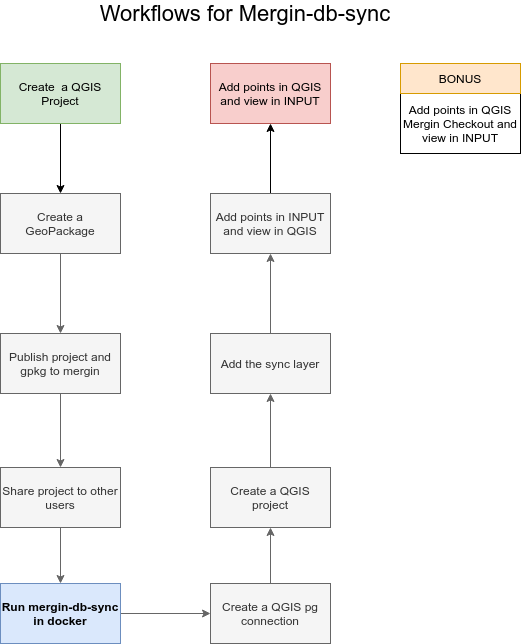 Workflows for Mergin-db-sync
Create a QGIS
Project
Create a
GeoPackage
Publish project and
gpkg to mergin
Share project to other
users
Run mergin-db-sync
in docker
Create a QGIS pg
connection
Create a QGIS
project
Add the sync layer
Add points in INPUT
and view in QGIS
Add points in QGIS
and view in INPUT
BONUS
Add points in QGIS
Mergin Checkout and
view in INPUT